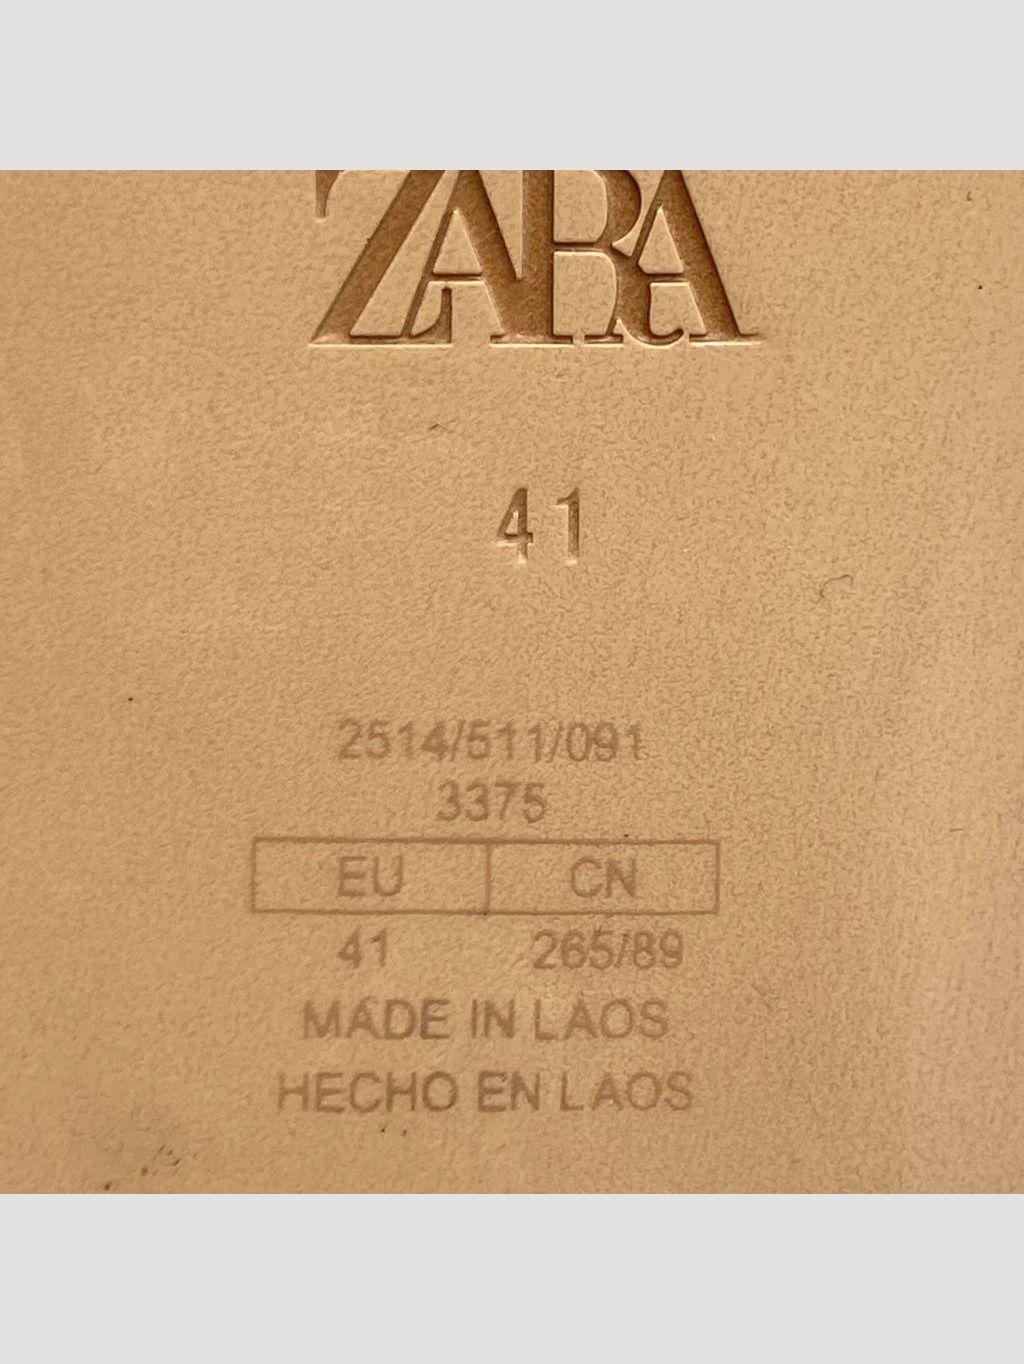 ZARA
41
2514/511/091
3375
EU CN
41 265/89
MADE IN LAOS
HECHO EN LAOS